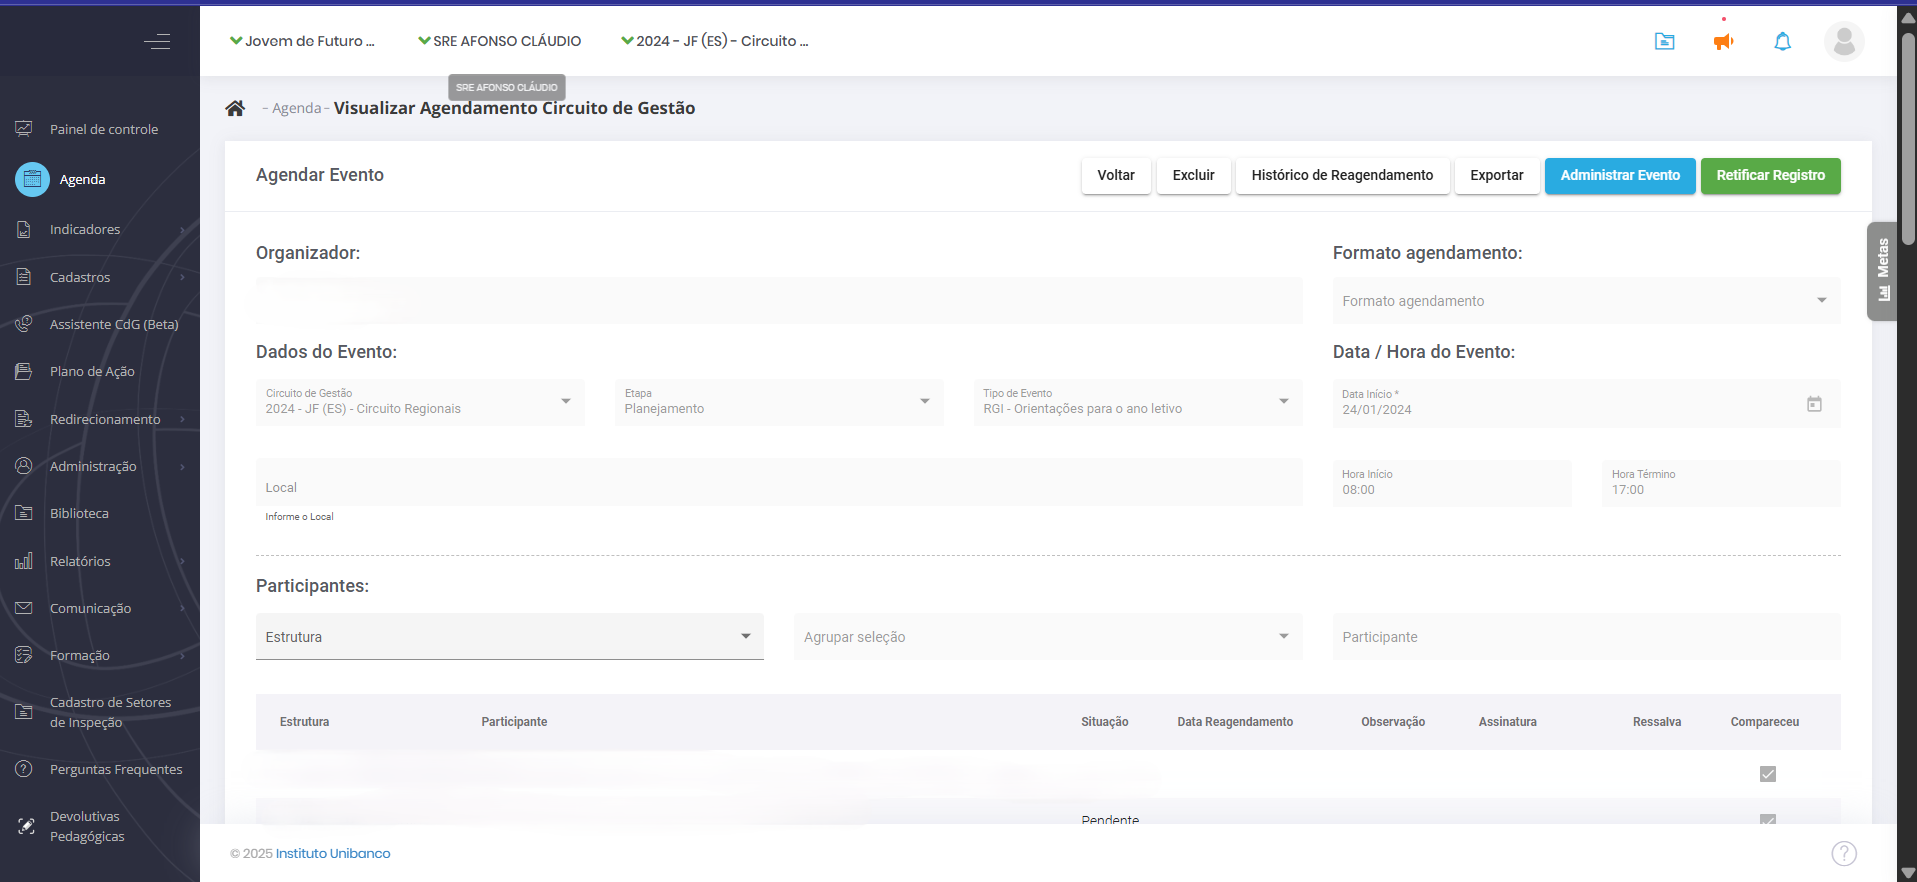 Jovem de Futuro ...
SRE AFONSO CLÁUDIO
2024 - JF (ES) - Circuito ...
SRE AFONSO CLÁUDIO
- Agenda - Visualizar Agendamento Circuito de Gestão
Painel de controle
Agenda
Indicadores
Cadastros
Assistente CdG (Beta)
Plano de Ação
Redirecionamento
Administração
Biblioteca
Relatórios
Comunicação
Formação
Cadastro de Setores
de Inspeção
Perguntas Frequentes
Devolutivas
Pedagógicas
Agendar Evento
Voltar
Excluir
Histórico de Reagendamento
Exportar
Administrar Evento
Retificar Registro
Metas
Organizador:
Formato agendamento:
Formato agendamento
Dados do Evento:
Data / Hora do Evento:
Circuito de Gestão
2024 - JF (ES) - Circuito Regionais
Etapa
Planejamento
Tipo de Evento
RGI - Orientações para o ano letivo
Data Início *
24/01/2024
Local
Informe o Local
Hora Início
08:00
Hora Término
17:00
Participantes:
Estrutura
Agrupar seleção
Participante
Estrutura
Participante
Situação
Data Reagendamento
Observação
Assinatura
Ressalva
Compareceu
Pendente
© 2025 Instituto Unibanco
?